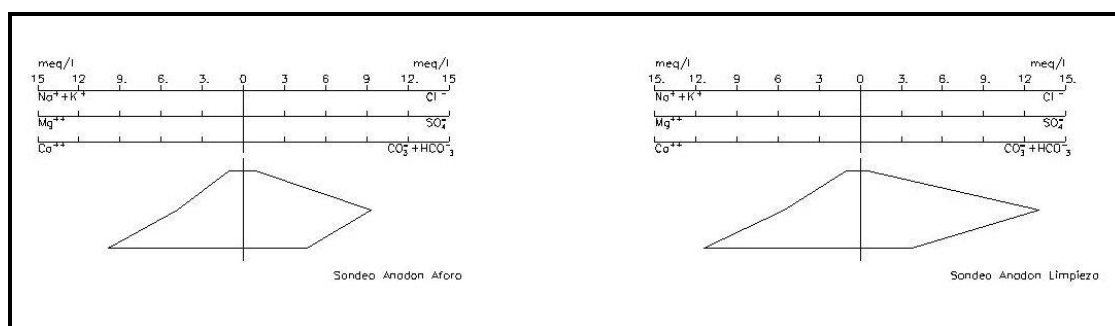 meq/l meq/l
15 12 9. 6. 3. 0 3 6 9 12. 15
Na⁺+K⁺ Cl⁻
Mg⁺⁺ SO₄⁼
Ca⁺⁺ CO₃⁼+HCO⁻₃
Sondeo Anadon Aforo
meq/l meq/l
15. 12. 9 6 3 0 3. 6. 9. 12 15.
Na⁺+K⁺ Cl⁻
Mg⁺⁺ SO₄⁼
Ca⁺⁺ CO₃⁼+HCO⁻₃
Sondeo Anadon Limpieza